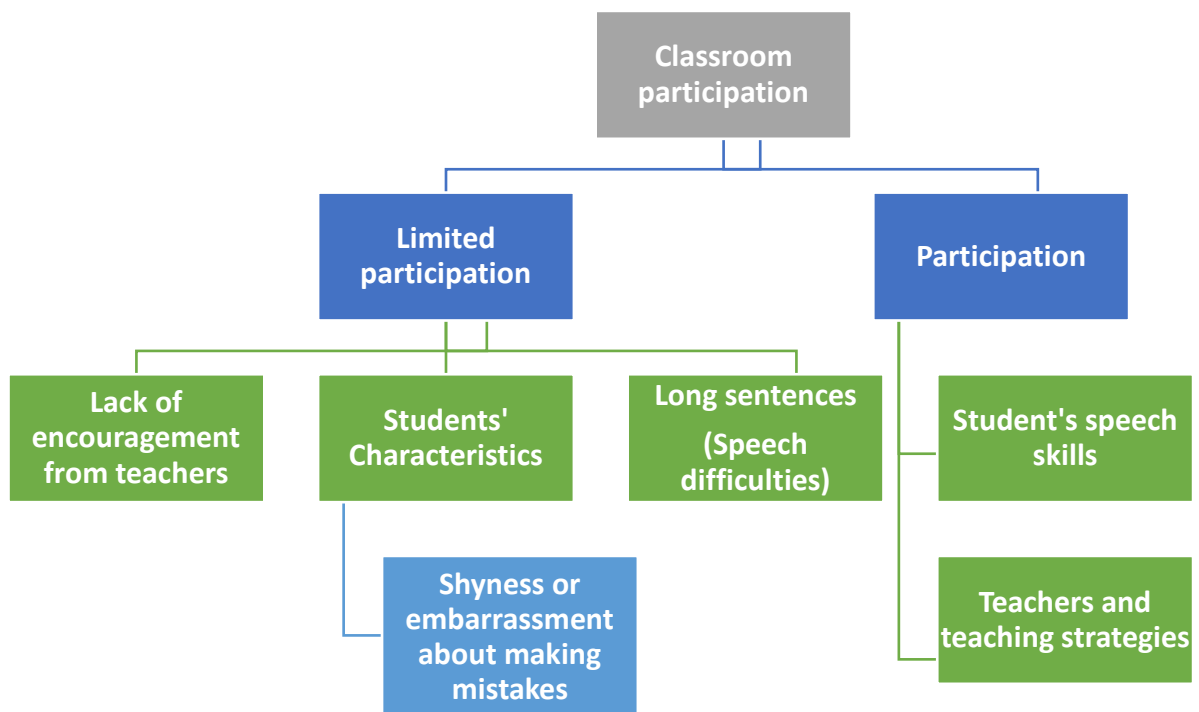 Classroom
participation
Limited
participation
Participation
Lack of
encouragement
from teachers
Students'
Characteristics
Long sentences
(Speech
difficulties)
Student's speech
skills
Shyness or
embarrassment
about making
mistakes
Teachers and
teaching strategies